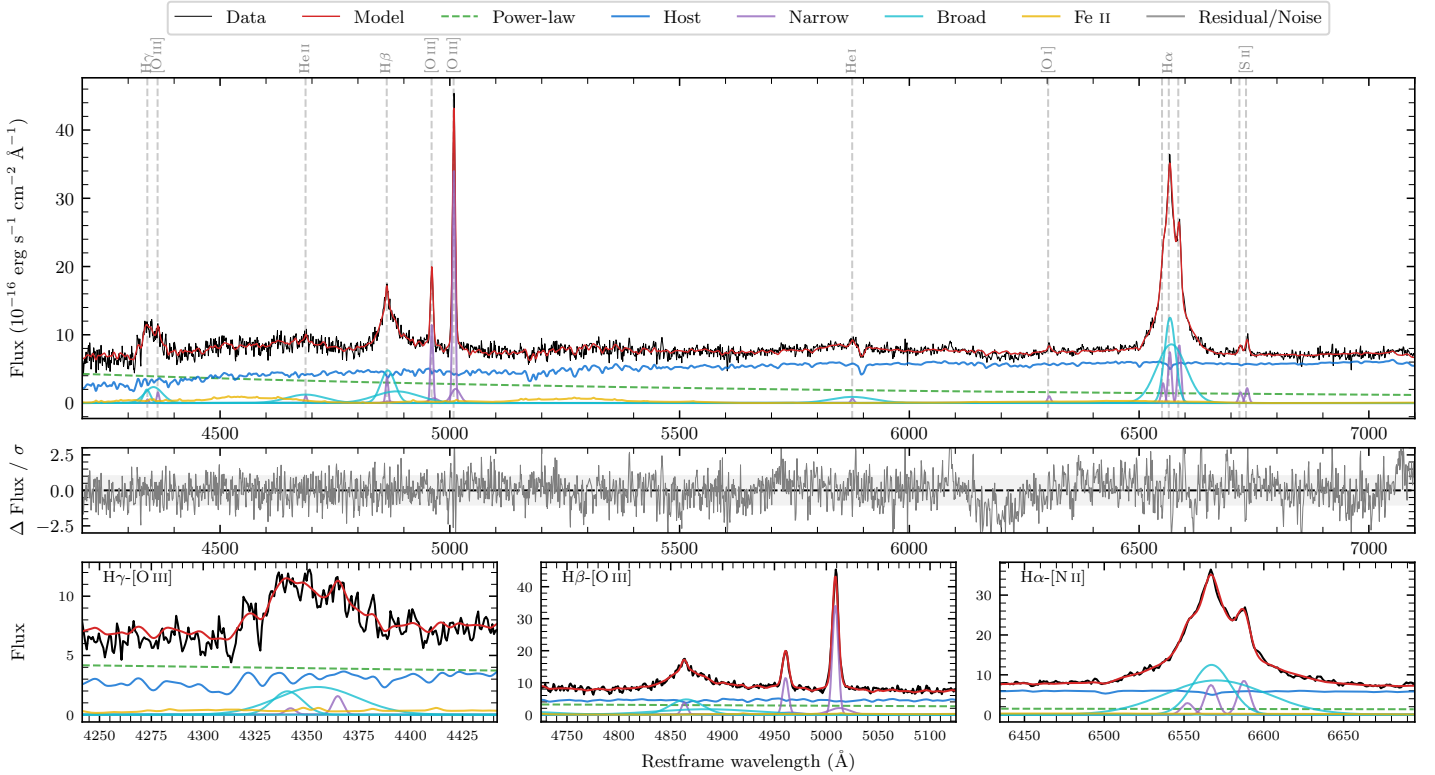 Data Model Power-law Host Narrow Broad Fe II Residual/Noise
Hγ [O III] He II Hβ [O III] [O III] He I [O I] Hα [S II]
Flux (10⁻¹⁶ erg s⁻¹ cm⁻² Å⁻¹)
40
30
20
10
0
4500 5000 5500 6000 6500 7000
Δ Flux / σ
2.5
0.0
−2.5
4500 5000 5500 6000 6500 7000
Flux
Hγ-[O III]
10
5
0
4250 4275 4300 4325 4350 4375 4400 4425
Hβ-[O III]
40
20
0
4750 4800 4850 4900 4950 5000 5050 5100
Hα-[N II]
30
20
10
0
6450 6500 6550 6600 6650
Restframe wavelength (Å)